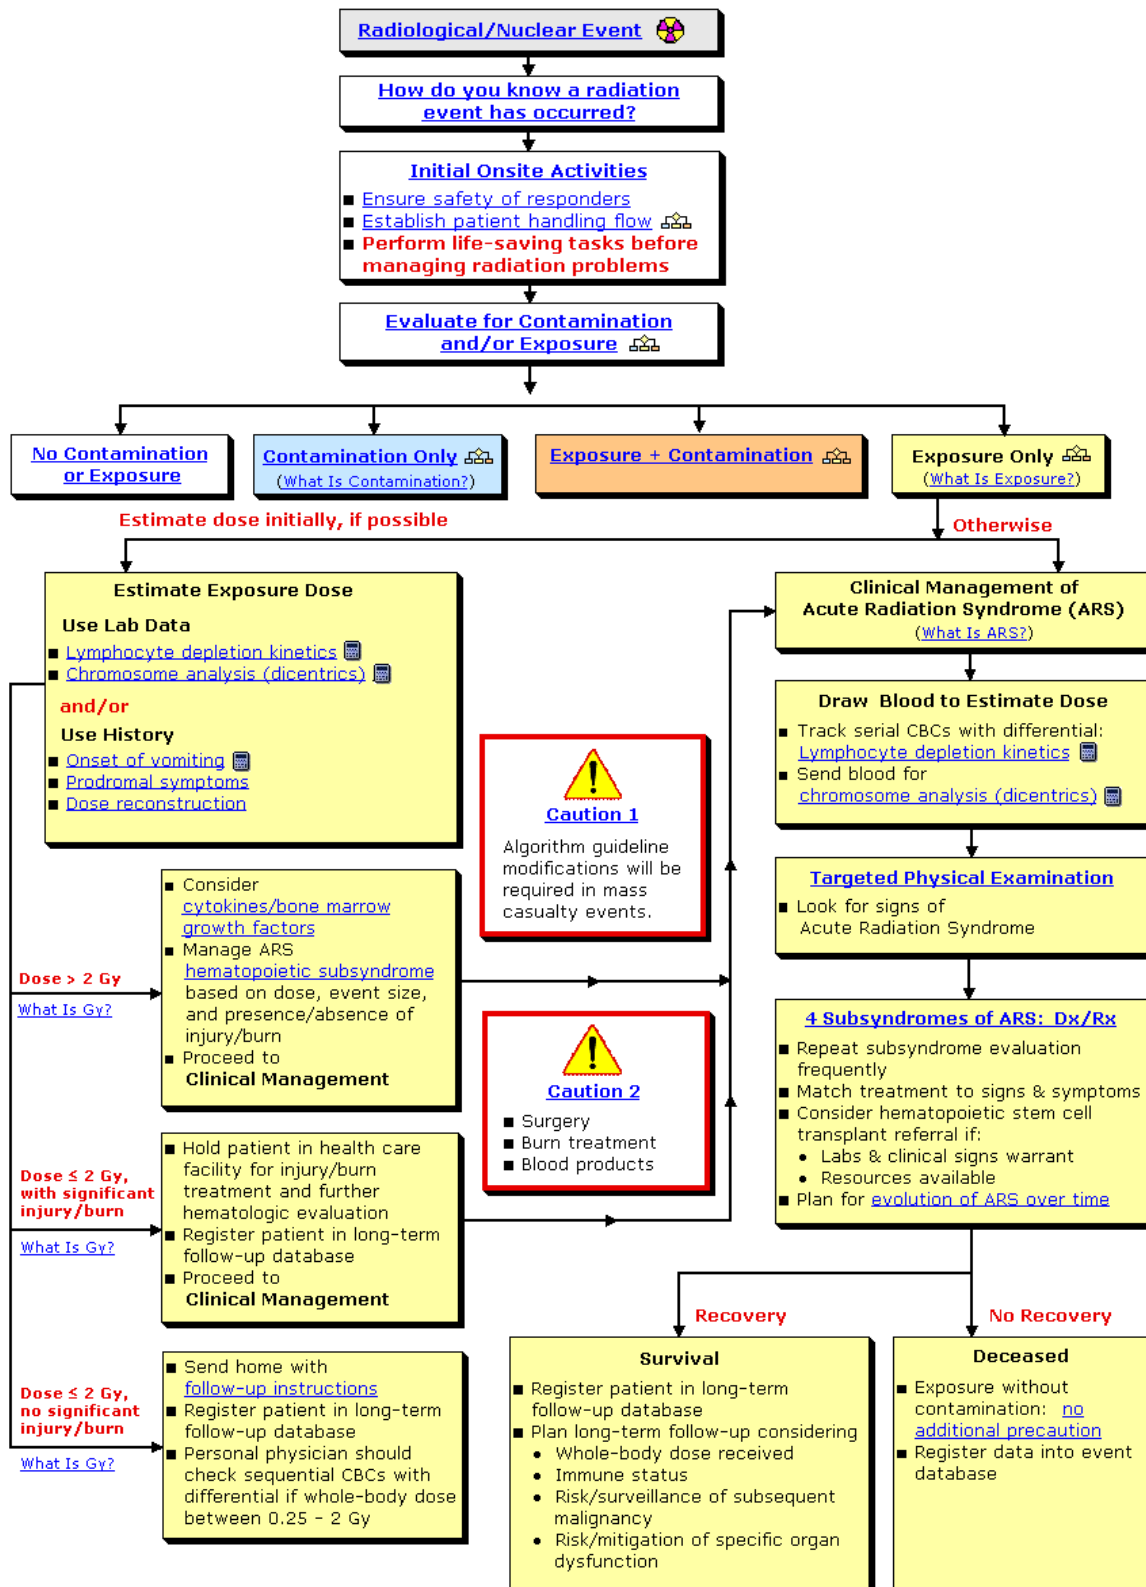 Radiological/Nuclear Event
How do you know a radiation
event has occurred?
Initial Onsite Activities
■ Ensure safety of responders
■ Establish patient handling flow
■ Perform life-saving tasks before
managing radiation problems
Evaluate for Contamination
and/or Exposure
No Contamination
or Exposure
Contamination Only
(What Is Contamination?)
Exposure + Contamination
Exposure Only
(What Is Exposure?)
Estimate dose initially, if possible
Otherwise
Estimate Exposure Dose
Use Lab Data
■ Lymphocyte depletion kinetics
■ Chromosome analysis (dicentrics)
and/or
Use History
■ Onset of vomiting
■ Prodromal symptoms
■ Dose reconstruction
Clinical Management of
Acute Radiation Syndrome (ARS)
(What Is ARS?)
Draw Blood to Estimate Dose
■ Track serial CBCs with differential:
Lymphocyte depletion kinetics
■ Send blood for
chromosome analysis (dicentrics)
Caution 1
Algorithm guideline
modifications will be
required in mass
casualty events.
Targeted Physical Examination
■ Look for signs of
Acute Radiation Syndrome
Dose > 2 Gy
What Is Gy?
■ Consider
cytokines/bone marrow
growth factors
■ Manage ARS
hematopoietic subsyndrome
based on dose, event size,
and presence/absence of
injury/burn
■ Proceed to
Clinical Management
Caution 2
■ Surgery
■ Burn treatment
■ Blood products
4 Subsyndromes of ARS: Dx/Rx
■ Repeat subsyndrome evaluation
frequently
■ Match treatment to signs & symptoms
■ Consider hematopoietic stem cell
transplant referral if:
• Labs & clinical signs warrant
• Resources available
■ Plan for evolution of ARS over time
Dose ≤ 2 Gy,
with significant
injury/burn
What Is Gy?
■ Hold patient in health care
facility for injury/burn
treatment and further
hematologic evaluation
■ Register patient in long-term
follow-up database
■ Proceed to
Clinical Management
Recovery
No Recovery
Dose ≤ 2 Gy,
no significant
injury/burn
What Is Gy?
■ Send home with
follow-up instructions
■ Register patient in long-term
follow-up database
■ Personal physician should
check sequential CBCs with
differential if whole-body dose
between 0.25 - 2 Gy
Survival
■ Register patient in long-term
follow-up database
■ Plan long-term follow-up considering
• Whole-body dose received
• Immune status
• Risk/surveillance of subsequent
malignancy
• Risk/mitigation of specific organ
dysfunction
Deceased
■ Exposure without
contamination: no
additional precaution
■ Register data into event
database